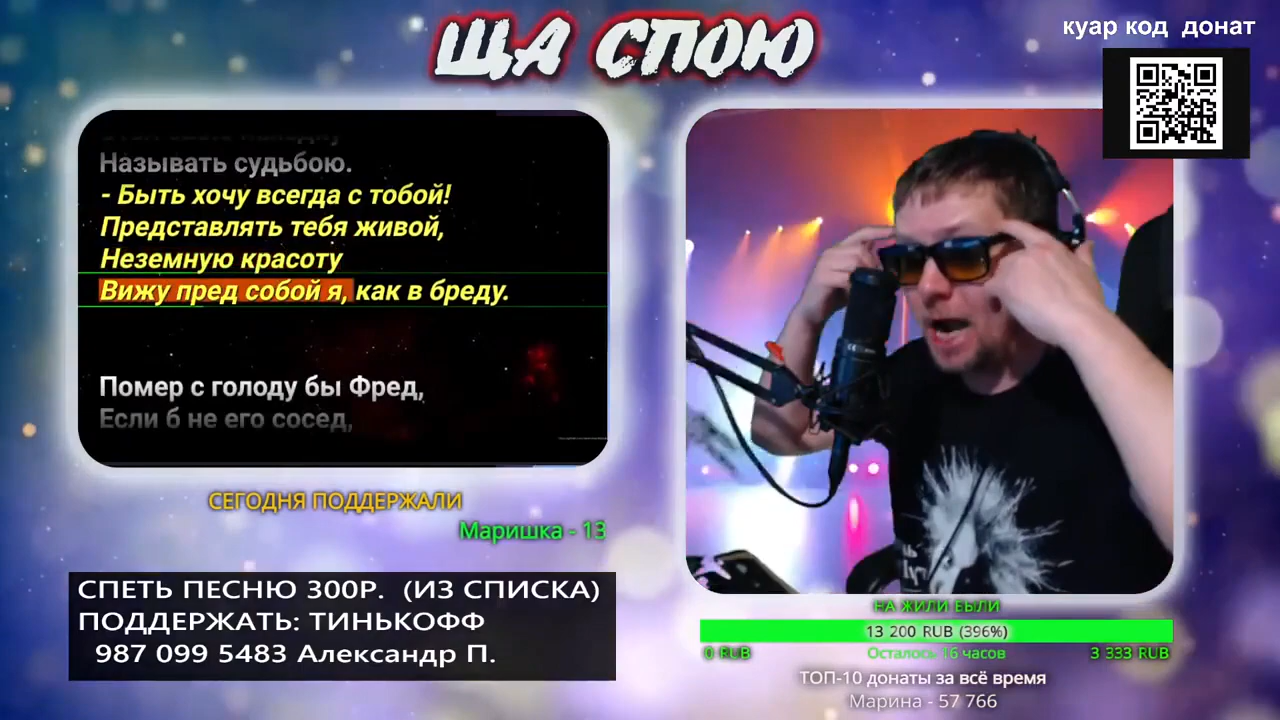 ЩА СПОЮ
куар код донат
Называть судьбою.
- Быть хочу всегда с тобой!
Представлять тебя живой,
Неземную красоту
Вижу пред собой я, как в бреду.
Помер с голоду бы Фред,
Если б не его сосед,
СЕГОДНЯ ПОДДЕРЖАЛИ
Маришка - 13
СПЕТЬ ПЕСНЮ 300Р. (ИЗ СПИСКА)
ПОДДЕРЖАТЬ: ТИНЬКОФФ
987 099 5483 Александр П.
НА ЖИЛИ БЫЛИ
13 200 RUB (396%)
0 RUB
Осталось 16 часов
3 333 RUB
ТОП-10 донаты за всё время
Марина - 57 766